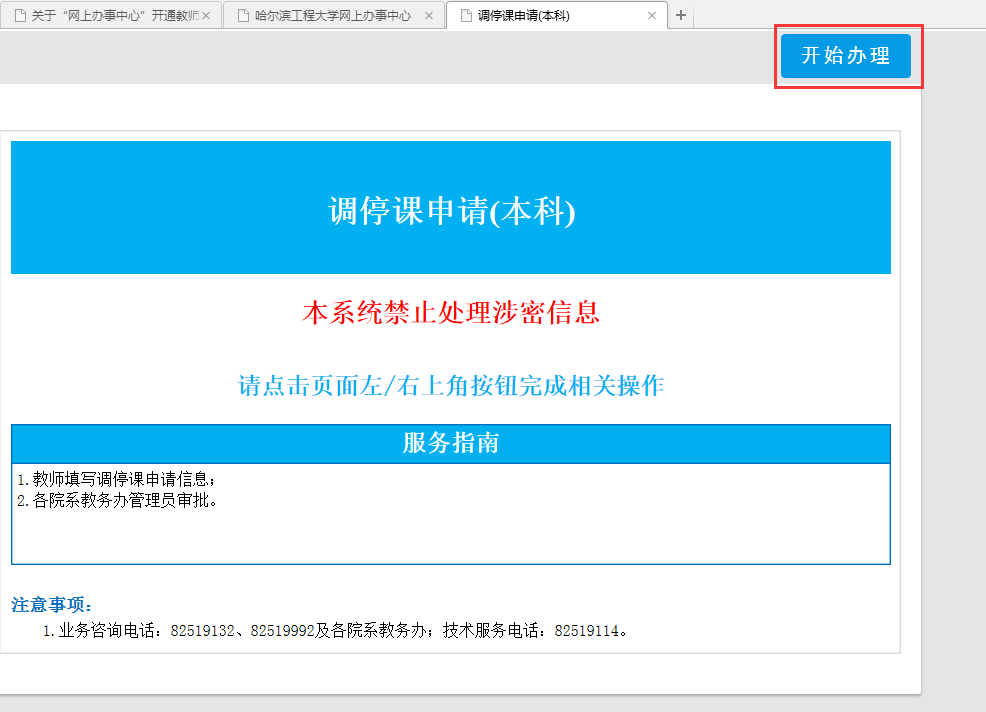 关于“网上办事中心”开通教师
哈尔滨工程大学网上办事中心
调停课申请(本科)
开始办理
调停课申请(本科)
本系统禁止处理涉密信息
请点击页面左/右上角按钮完成相关操作
服务指南
1.教师填写调停课申请信息；
2.各院系教务办管理员审批。
注意事项：
1.业务咨询电话：82519132、82519992及各院系教务办；技术服务电话：82519114。